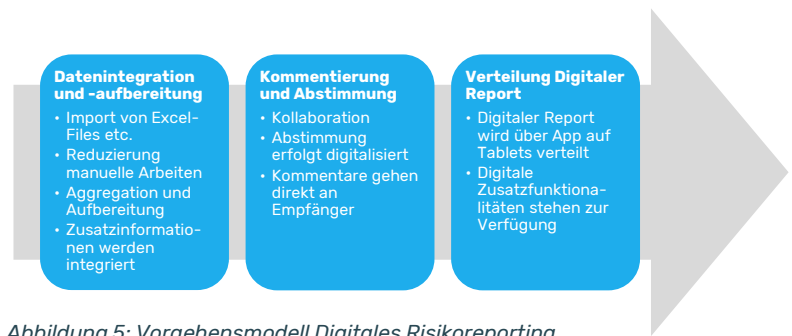 Datenintegration
und -aufbereitung
• Import von Excel-
Files etc.
• Reduzierung
manuelle Arbeiten
• Aggregation und
Aufbereitung
• Zusatzinformatio-
nen werden
integriert
Kommentierung
und Abstimmung
• Kollaboration
• Abstimmung
erfolgt digitalisiert
• Kommentare gehen
direkt an
Empfänger
Verteilung Digitaler
Report
• Digitaler Report
wird über App auf
Tablets verteilt
• Digitale
Zusatzfunktiona-
litäten stehen zur
Verfügung
Abbildung 5: Vorgehensmodell Digitales Risikoreporting